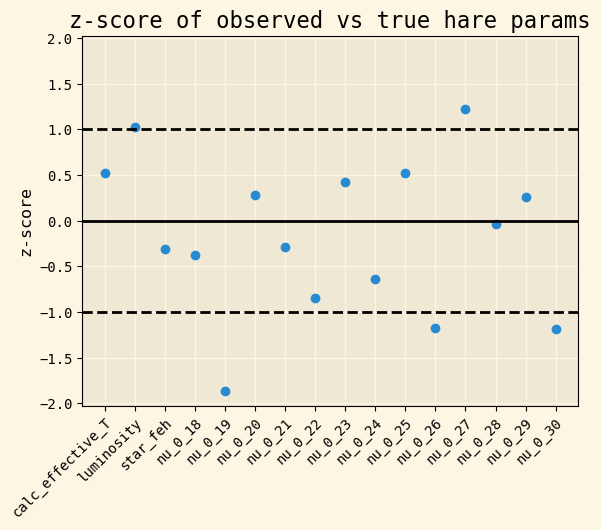 z-score of observed vs true hare params
2.0
1.5
1.0
0.5
0.0
−0.5
−1.0
−1.5
−2.0
z-score
calc_effective_T
luminosity
star_feh
nu_0_18
nu_0_19
nu_0_20
nu_0_21
nu_0_22
nu_0_23
nu_0_24
nu_0_25
nu_0_26
nu_0_27
nu_0_28
nu_0_29
nu_0_30